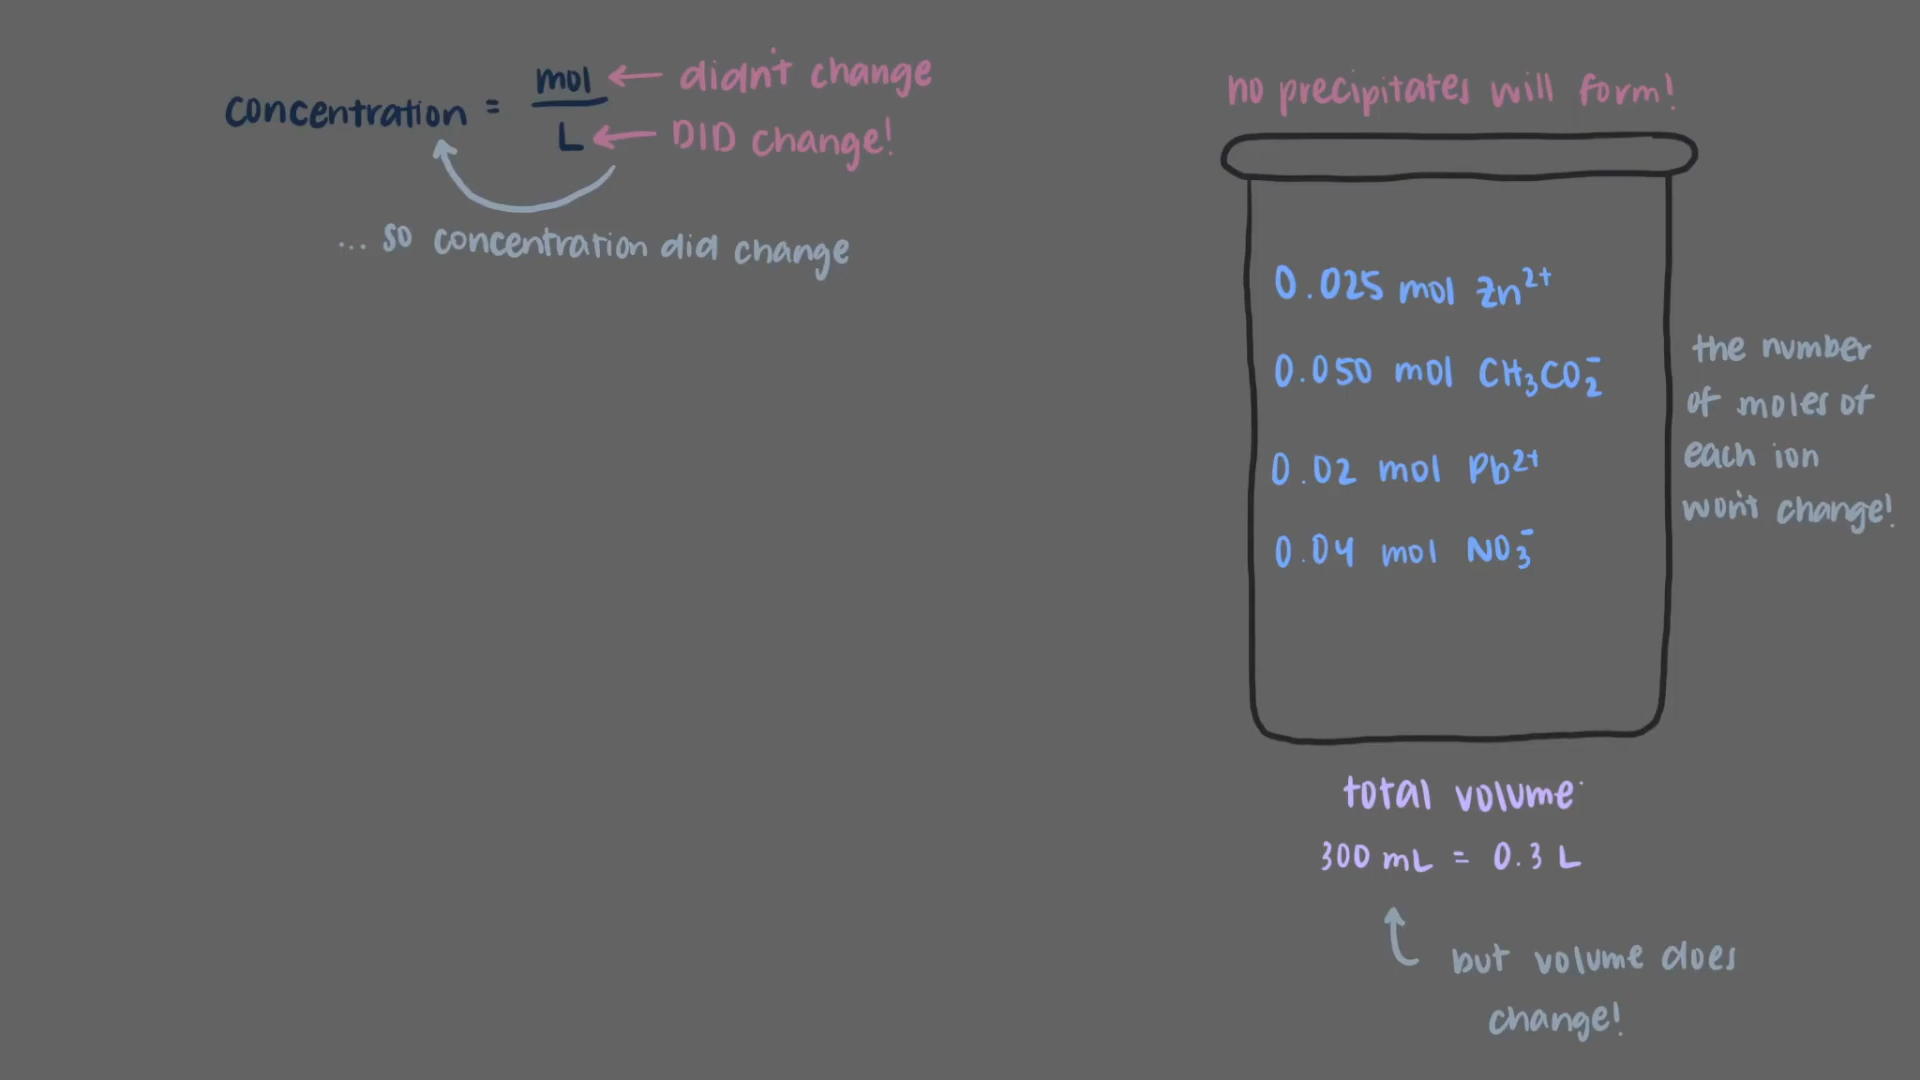 concentration = mol / L
← didn't change
← DID change!
... so concentration did change
no precipitates will form!
0.025 mol Zn²⁺
0.050 mol CH₃CO₂⁻
0.02 mol Pb²⁺
0.04 mol NO₃⁻
the number
of moles of
each ion
won't change!
total volume:
300 mL = 0.3 L
but volume does
change!